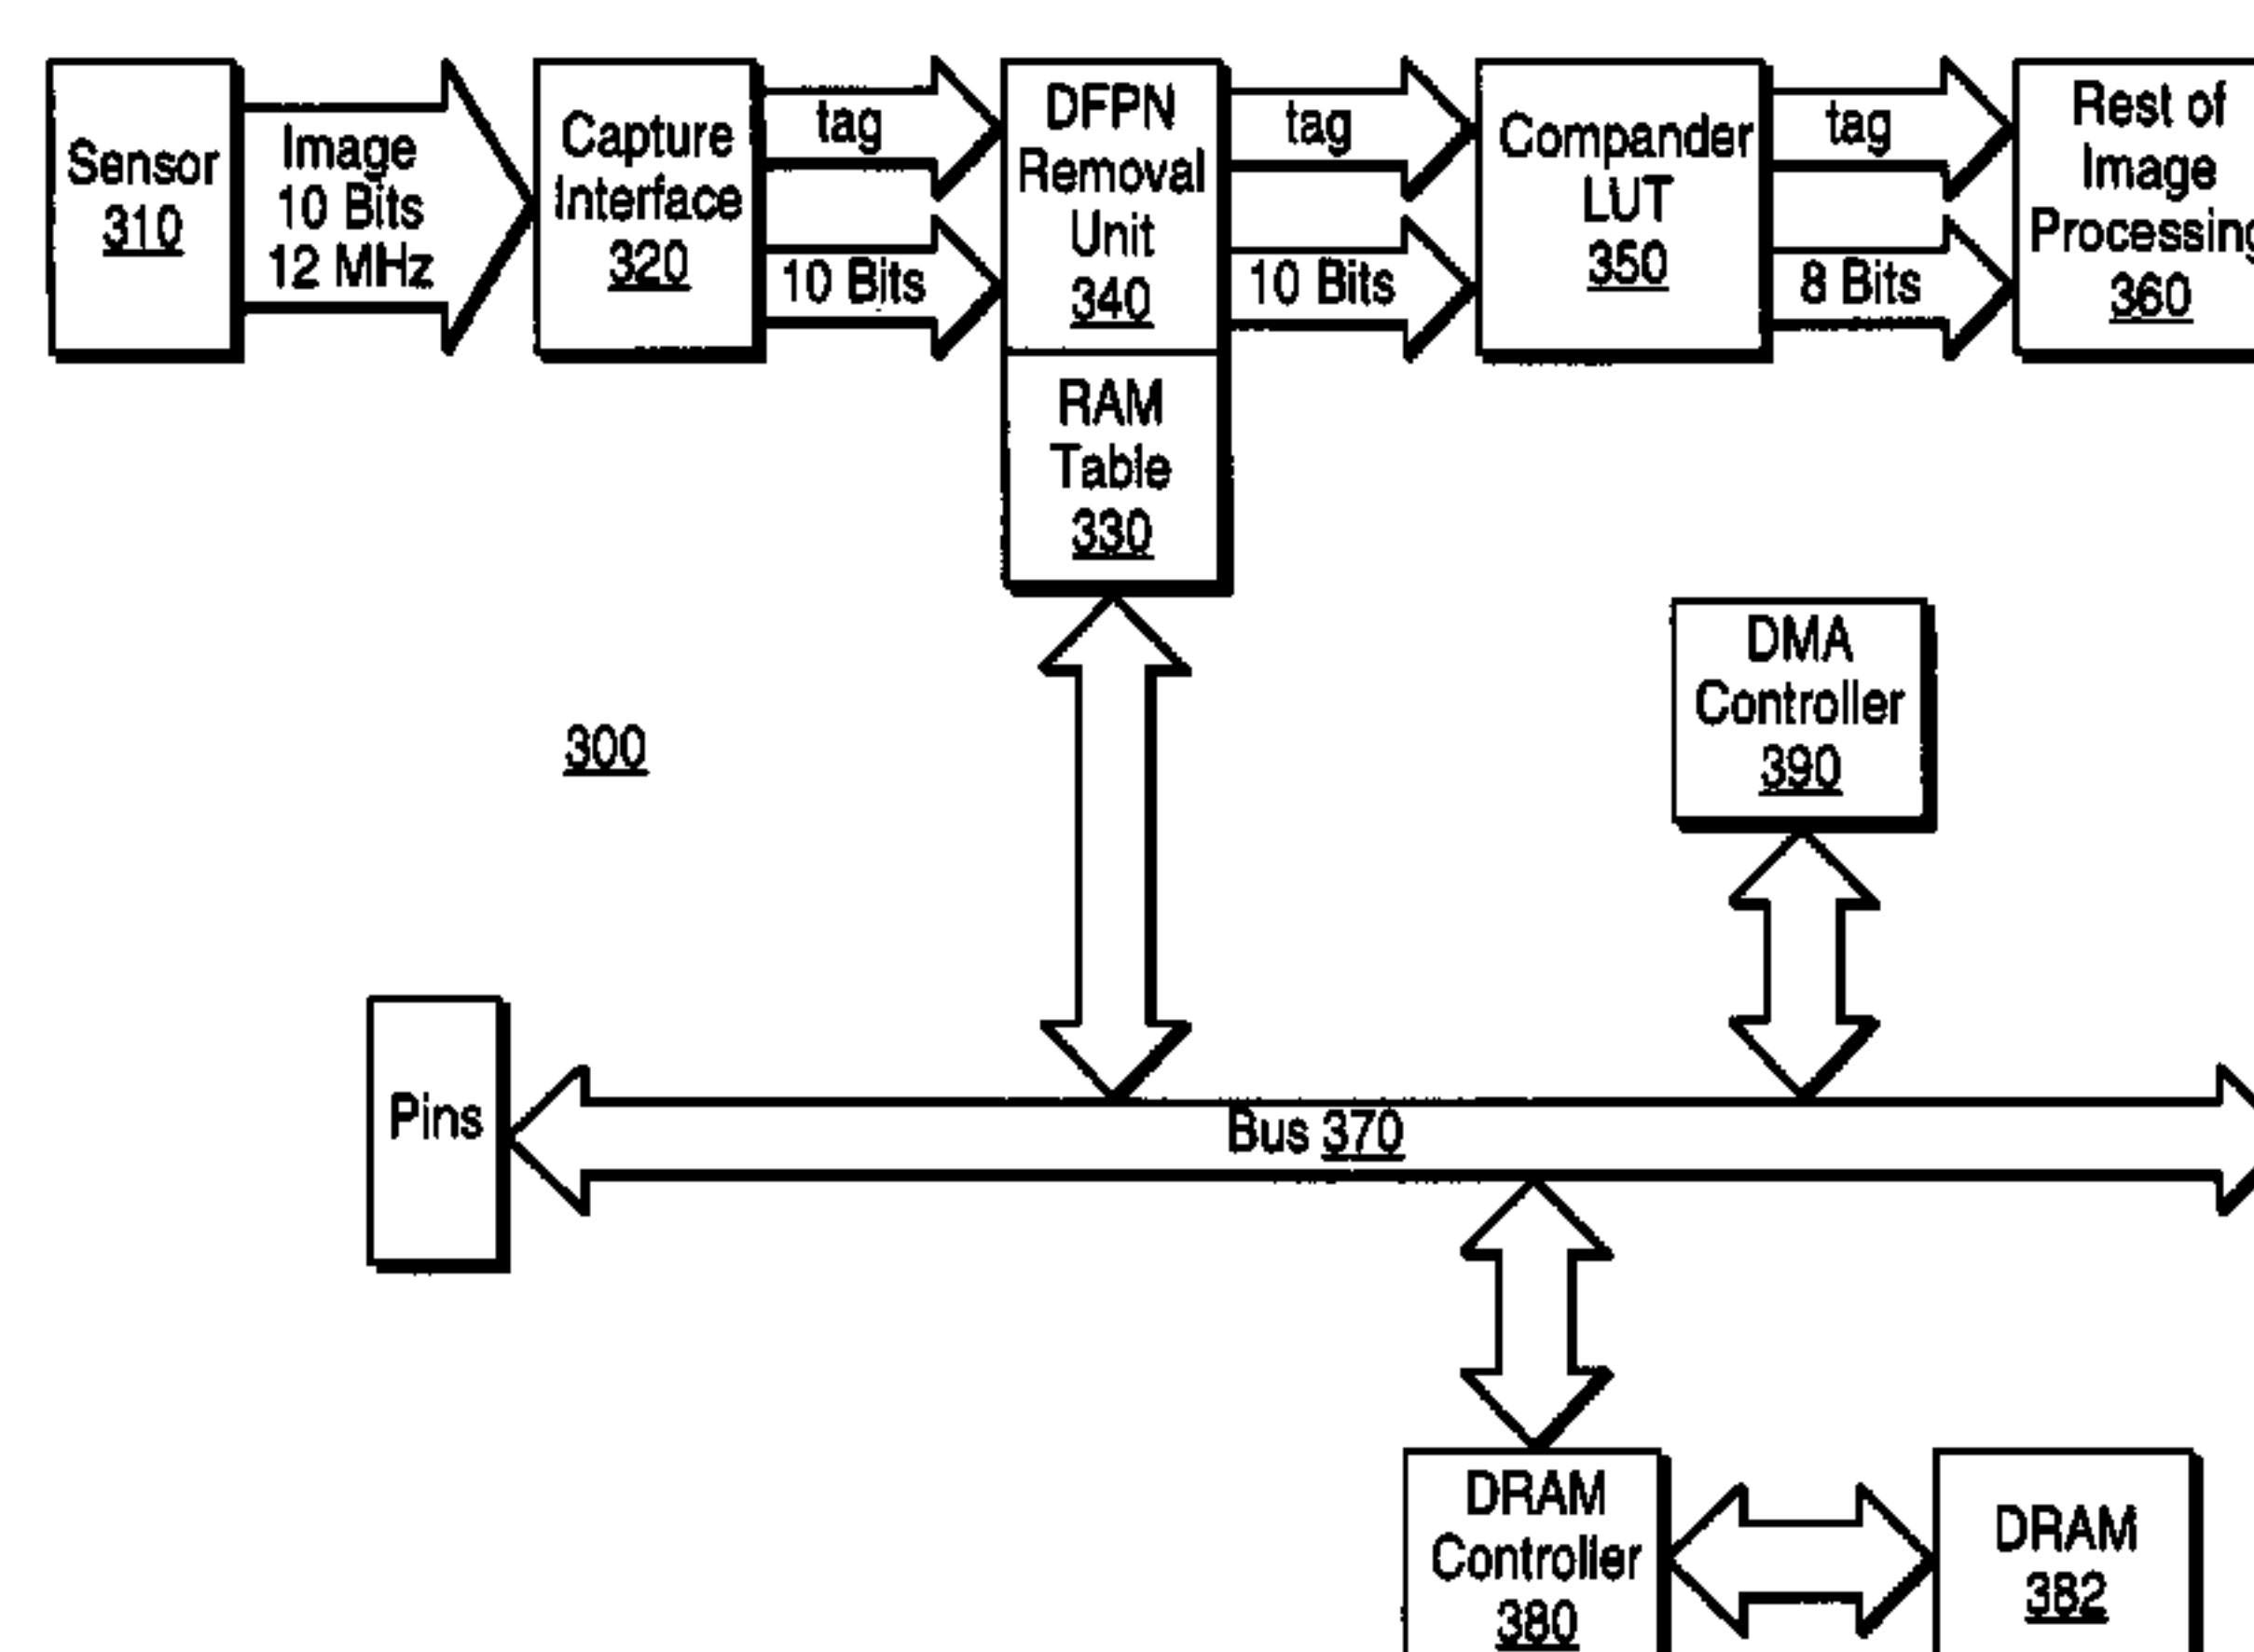 Sensor
310
Image
10 Bits
12 MHz
Capture
Interface
320
tag
10 Bits
DFPN
Removal
Unit
340
RAM
Table
330
tag
10 Bits
Compander
LUT
350
tag
8 Bits
Rest of
Image
Processing
360
300
DMA
Controller
390
Pins
Bus 370
DRAM
Controller
380
DRAM
382